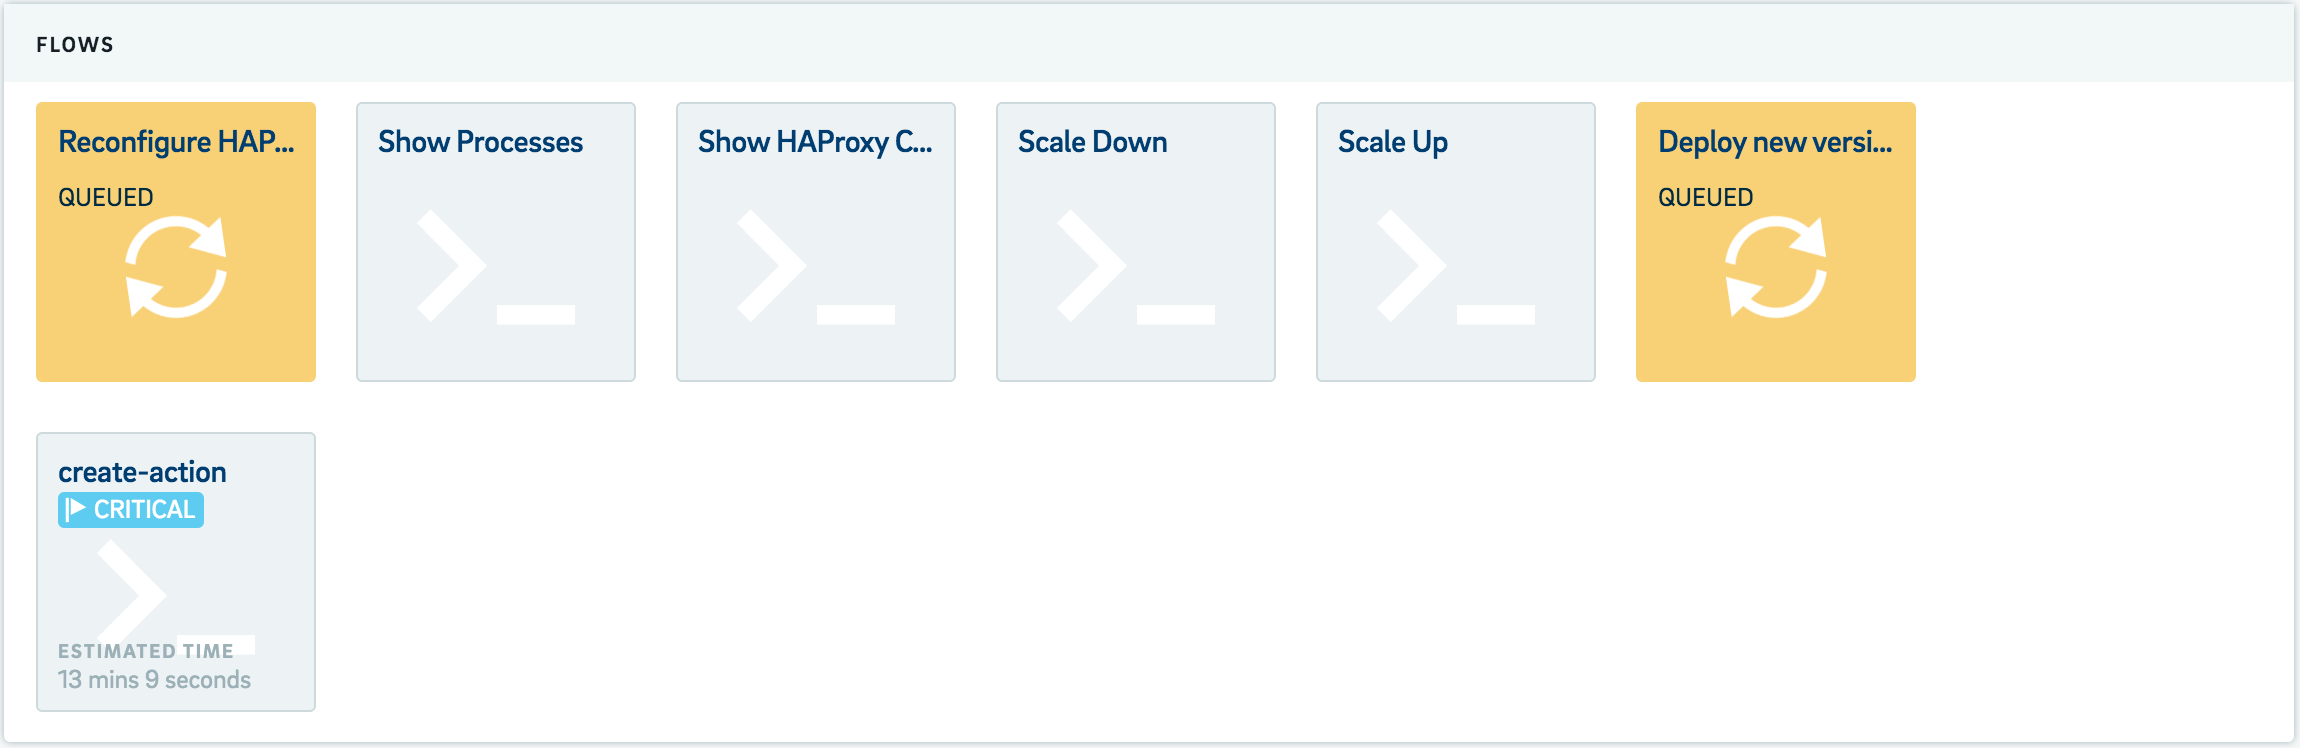 FLOWS
Reconfigure HAP...
QUEUED
Show Processes
Show HAProxy C...
Scale Down
Scale Up
Deploy new versi...
QUEUED
create-action
CRITICAL
ESTIMATED TIME
13 mins 9 seconds